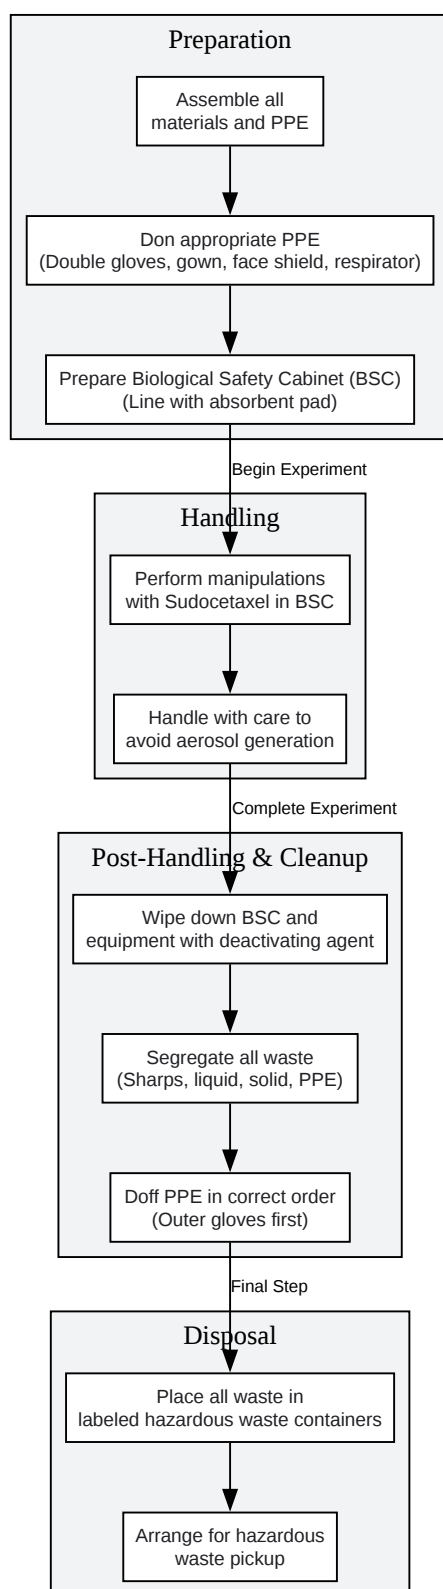 Preparation
Assemble all
materials and PPE
Don appropriate PPE
(Double gloves, gown, face shield, respirator)
Prepare Biological Safety Cabinet (BSC)
(Line with absorbent pad)
Begin Experiment
Handling
Perform manipulations
with Sudocetaxel in BSC
Handle with care to
avoid aerosol generation
Complete Experiment
Post-Handling & Cleanup
Wipe down BSC and
equipment with deactivating agent
Segregate all waste
(Sharps, liquid, solid, PPE)
Doff PPE in correct order
(Outer gloves first)
Final Step
Disposal
Place all waste in
labeled hazardous waste containers
Arrange for hazardous
waste pickup